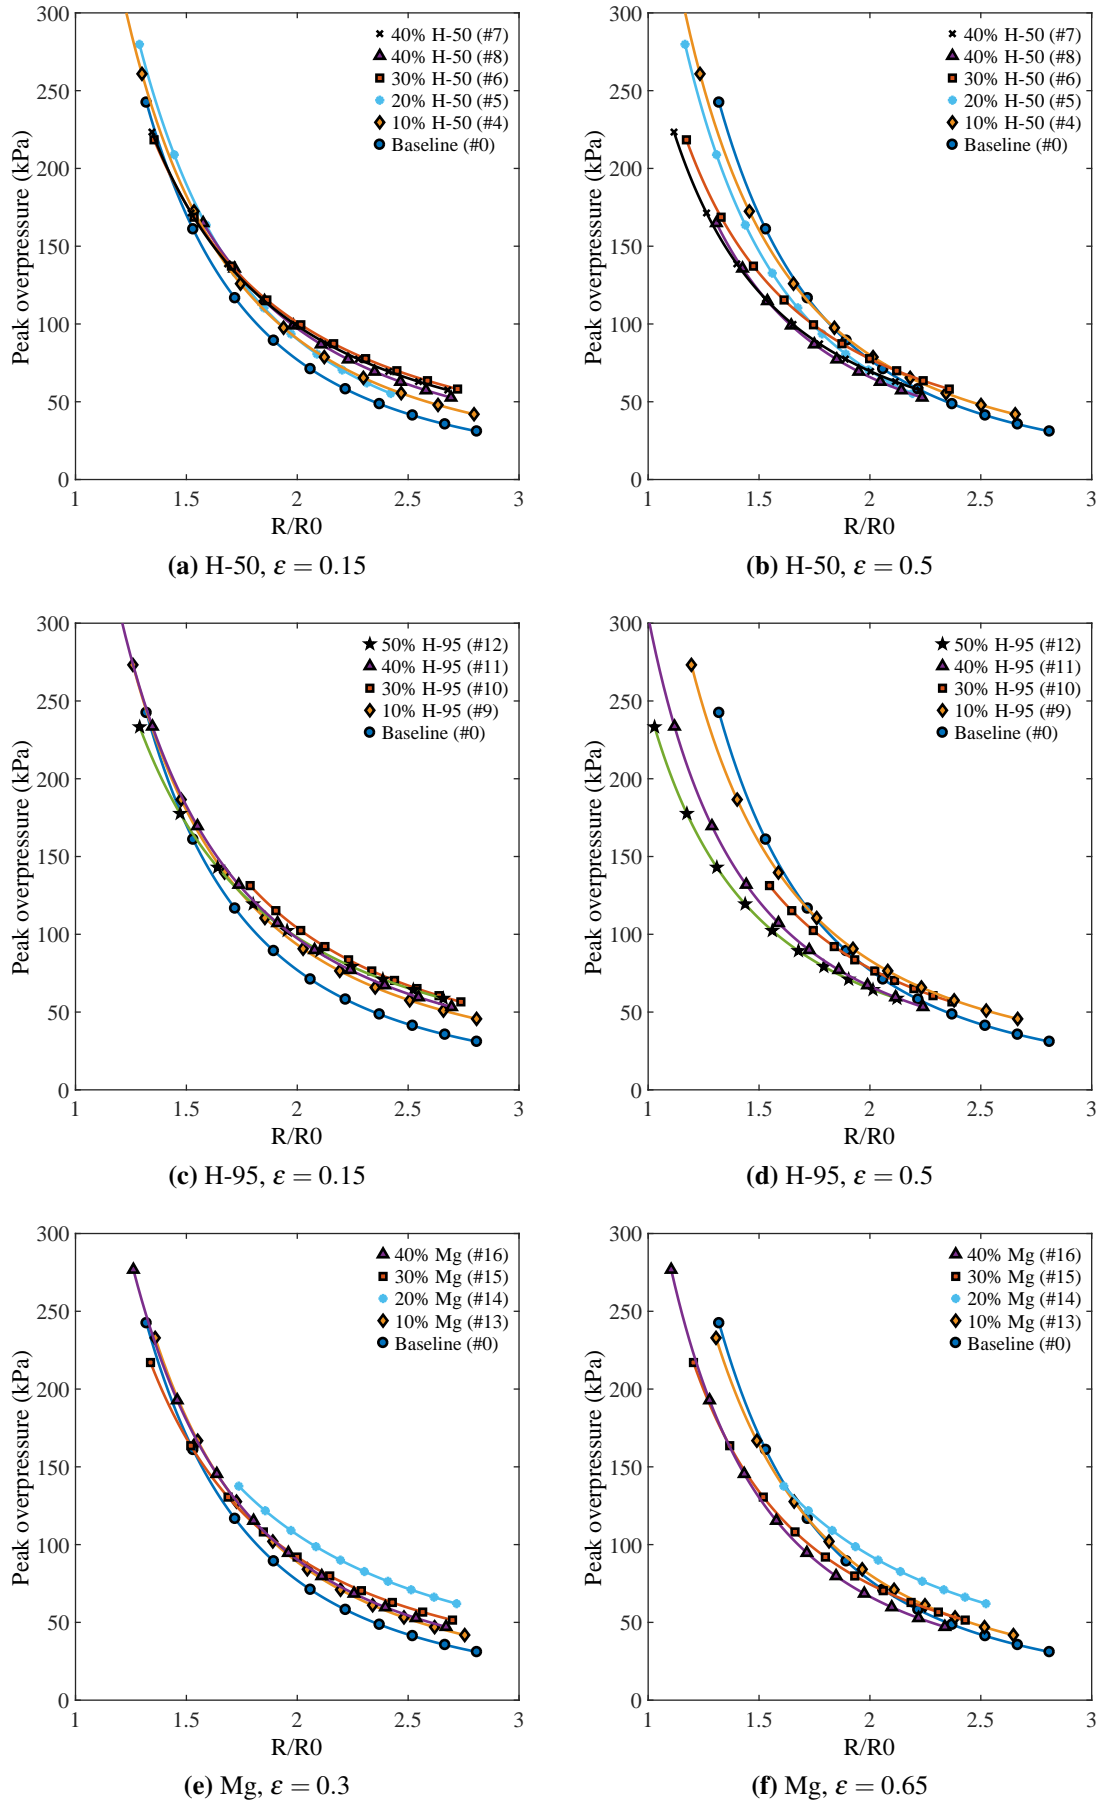 300
250
200
150
100
50
0
Peak overpressure (kPa)
40% H-50 (#7)
40% H-50 (#8)
30% H-50 (#6)
20% H-50 (#5)
10% H-50 (#4)
Baseline (#0)
1 1.5 2 2.5 3
R/R0
(a) H-50, ε = 0.15
300
250
200
150
100
50
0
Peak overpressure (kPa)
40% H-50 (#7)
40% H-50 (#8)
30% H-50 (#6)
20% H-50 (#5)
10% H-50 (#4)
Baseline (#0)
1 1.5 2 2.5 3
R/R0
(b) H-50, ε = 0.5
300
250
200
150
100
50
0
Peak overpressure (kPa)
50% H-95 (#12)
40% H-95 (#11)
30% H-95 (#10)
10% H-95 (#9)
Baseline (#0)
1 1.5 2 2.5 3
R/R0
(c) H-95, ε = 0.15
300
250
200
150
100
50
0
Peak overpressure (kPa)
50% H-95 (#12)
40% H-95 (#11)
30% H-95 (#10)
10% H-95 (#9)
Baseline (#0)
1 1.5 2 2.5 3
R/R0
(d) H-95, ε = 0.5
300
250
200
150
100
50
0
Peak overpressure (kPa)
40% Mg (#16)
30% Mg (#15)
20% Mg (#14)
10% Mg (#13)
Baseline (#0)
1 1.5 2 2.5 3
R/R0
(e) Mg, ε = 0.3
300
250
200
150
100
50
0
Peak overpressure (kPa)
40% Mg (#16)
30% Mg (#15)
20% Mg (#14)
10% Mg (#13)
Baseline (#0)
1 1.5 2 2.5 3
R/R0
(f) Mg, ε = 0.65